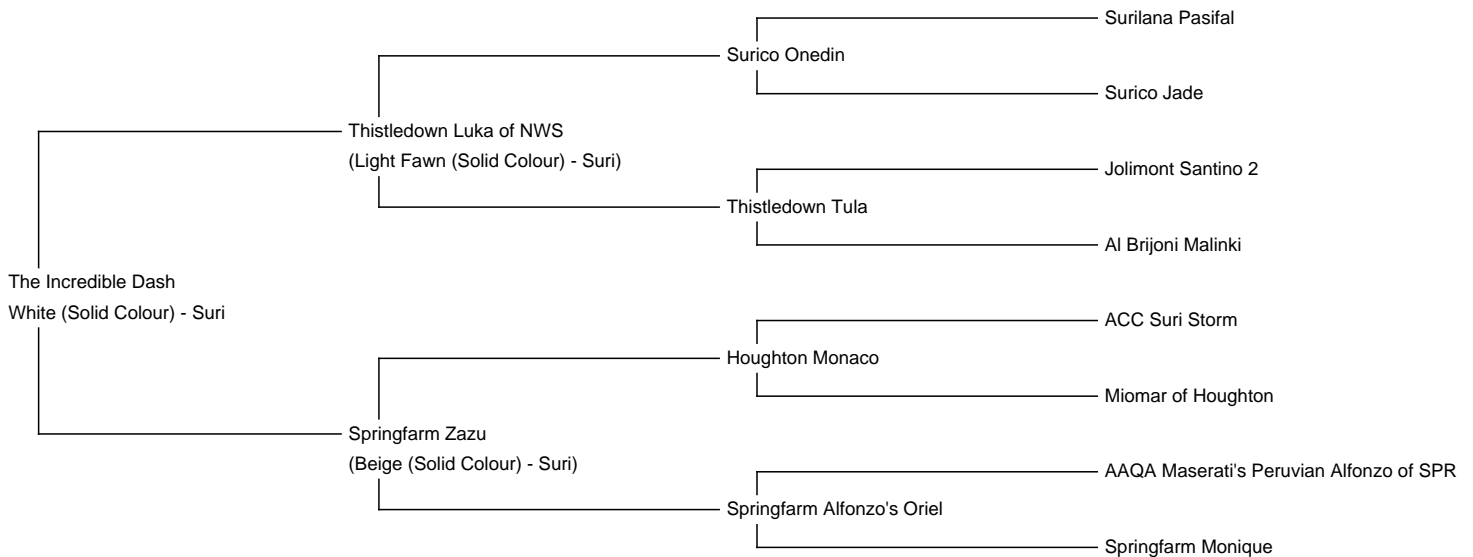 Surilana Pasifal
Surico Onedin
Surico Jade
Thistledown Luka of NWS
(Light Fawn (Solid Colour) - Suri)
Jolimont Santino 2
Thistledown Tula
Al Brijoni Malinki
The Incredible Dash
White (Solid Colour) - Suri
ACC Suri Storm
Houghton Monaco
Miomar of Houghton
Springfarm Zazu
(Beige (Solid Colour) - Suri)
AAQA Maserati's Peruvian Alfonzo of SPR
Springfarm Alfonzo's Oriel
Springfarm Monique